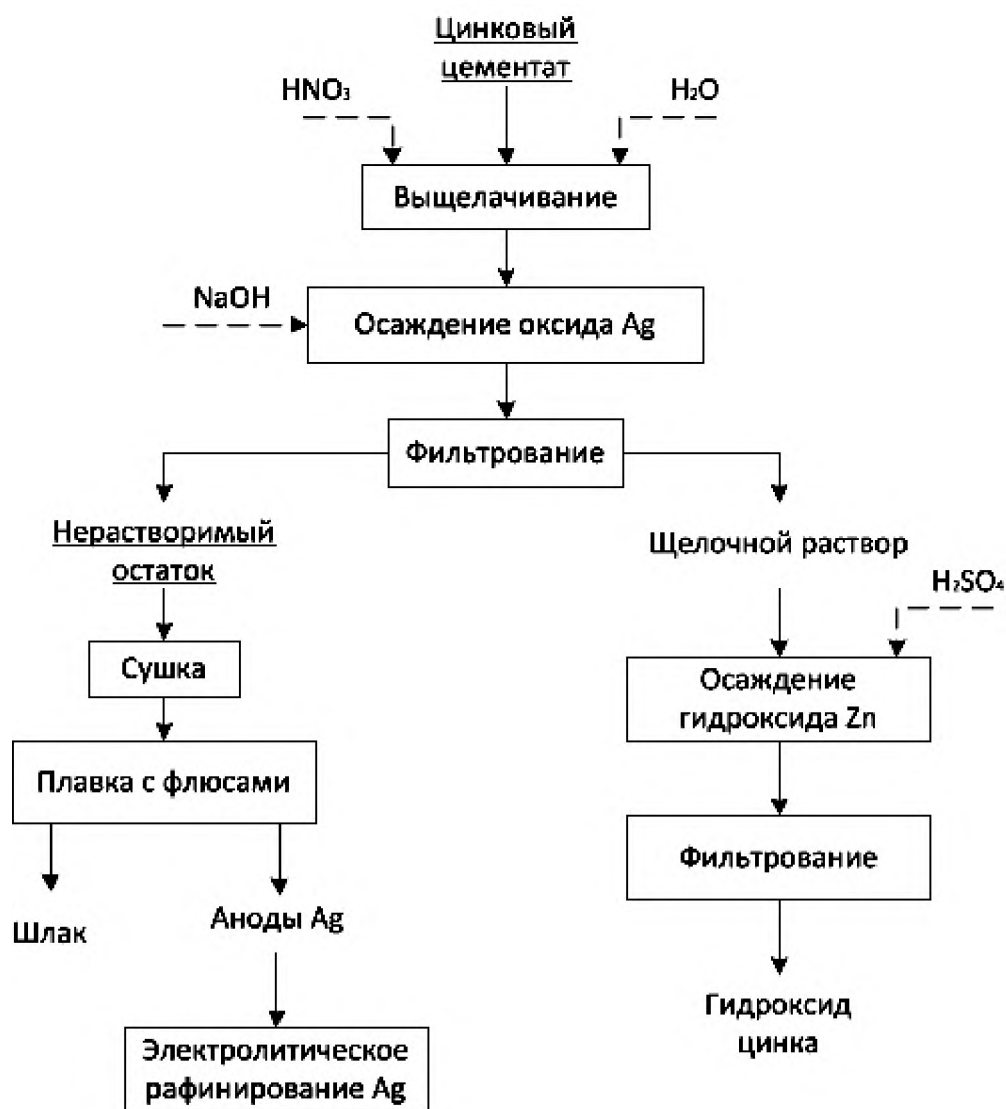 Цинковый
цементат
HNO₃
H₂O
Выщелачивание
NaOH
Осаждение оксида Ag
Фильтрование
Нерастворимый
остаток
Щелочной раствор
H₂SO₄
Сушка
Осаждение
гидроксида Zn
Плавка с флюсами
Фильтрование
Шлак
Аноды Ag
Гидроксид
цинка
Электролитическое
рафинирование Ag